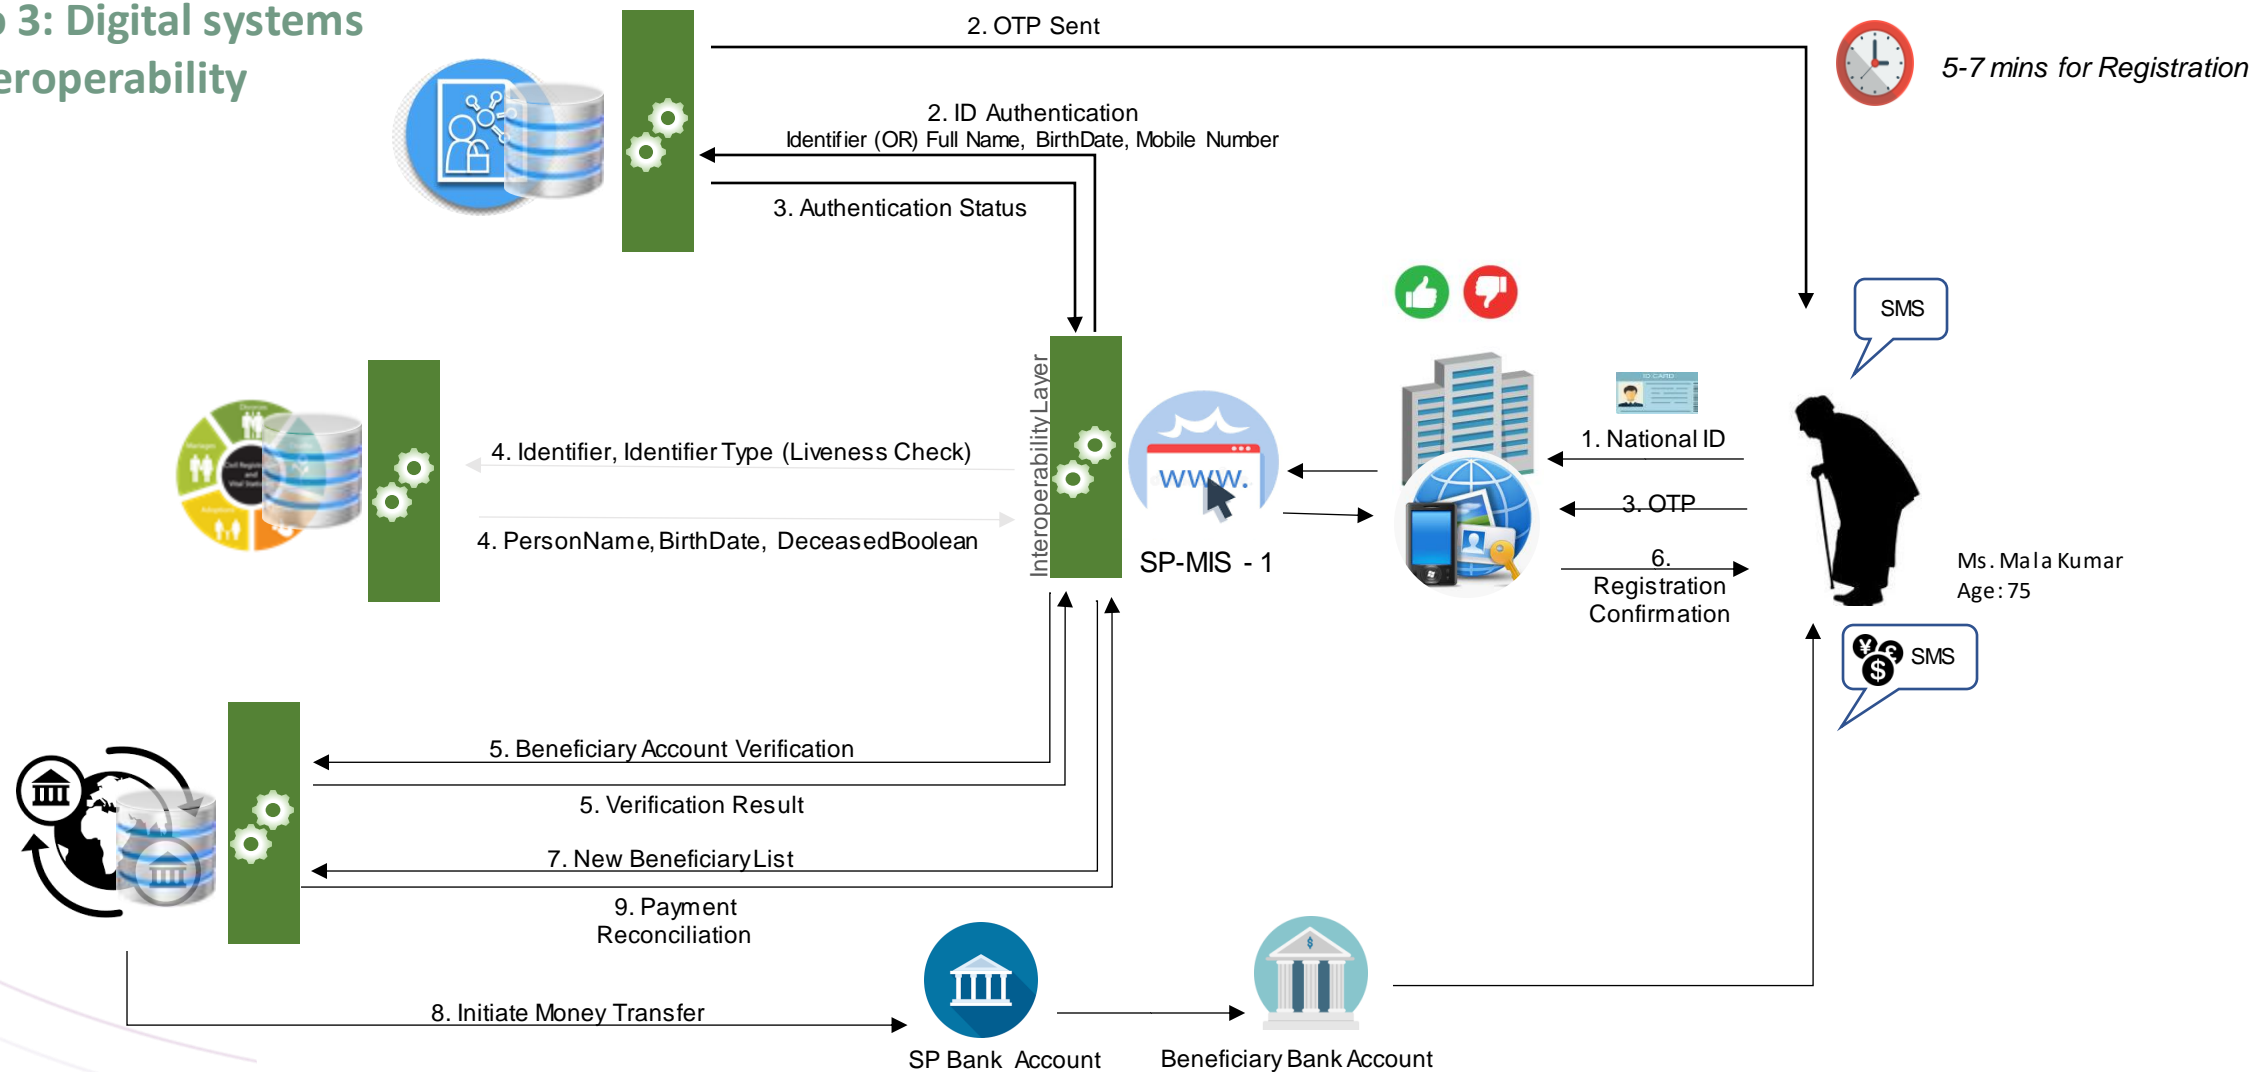 3: Digital systems
eroperability
2. OTP Sent
5-7 mins for Registration
2. ID Authentication
Identifier (OR) Full Name, BirthDate, Mobile Number
3. Authentication Status
SMS
ID CARD
Interoperability Layer
1. National ID
4. Identifier, Identifier Type (Liveness Check)
www.
3. OTP
4. PersonName, BirthDate, DeceasedBoolean
SP-MIS - 1
6.
Registration
Confirmation
Ms. Mala Kumar
Age: 75
SMS
5. Beneficiary Account Verification
5. Verification Result
7. New Beneficiary List
9. Payment
Reconciliation
8. Initiate Money Transfer
SP Bank Account
Beneficiary Bank Account